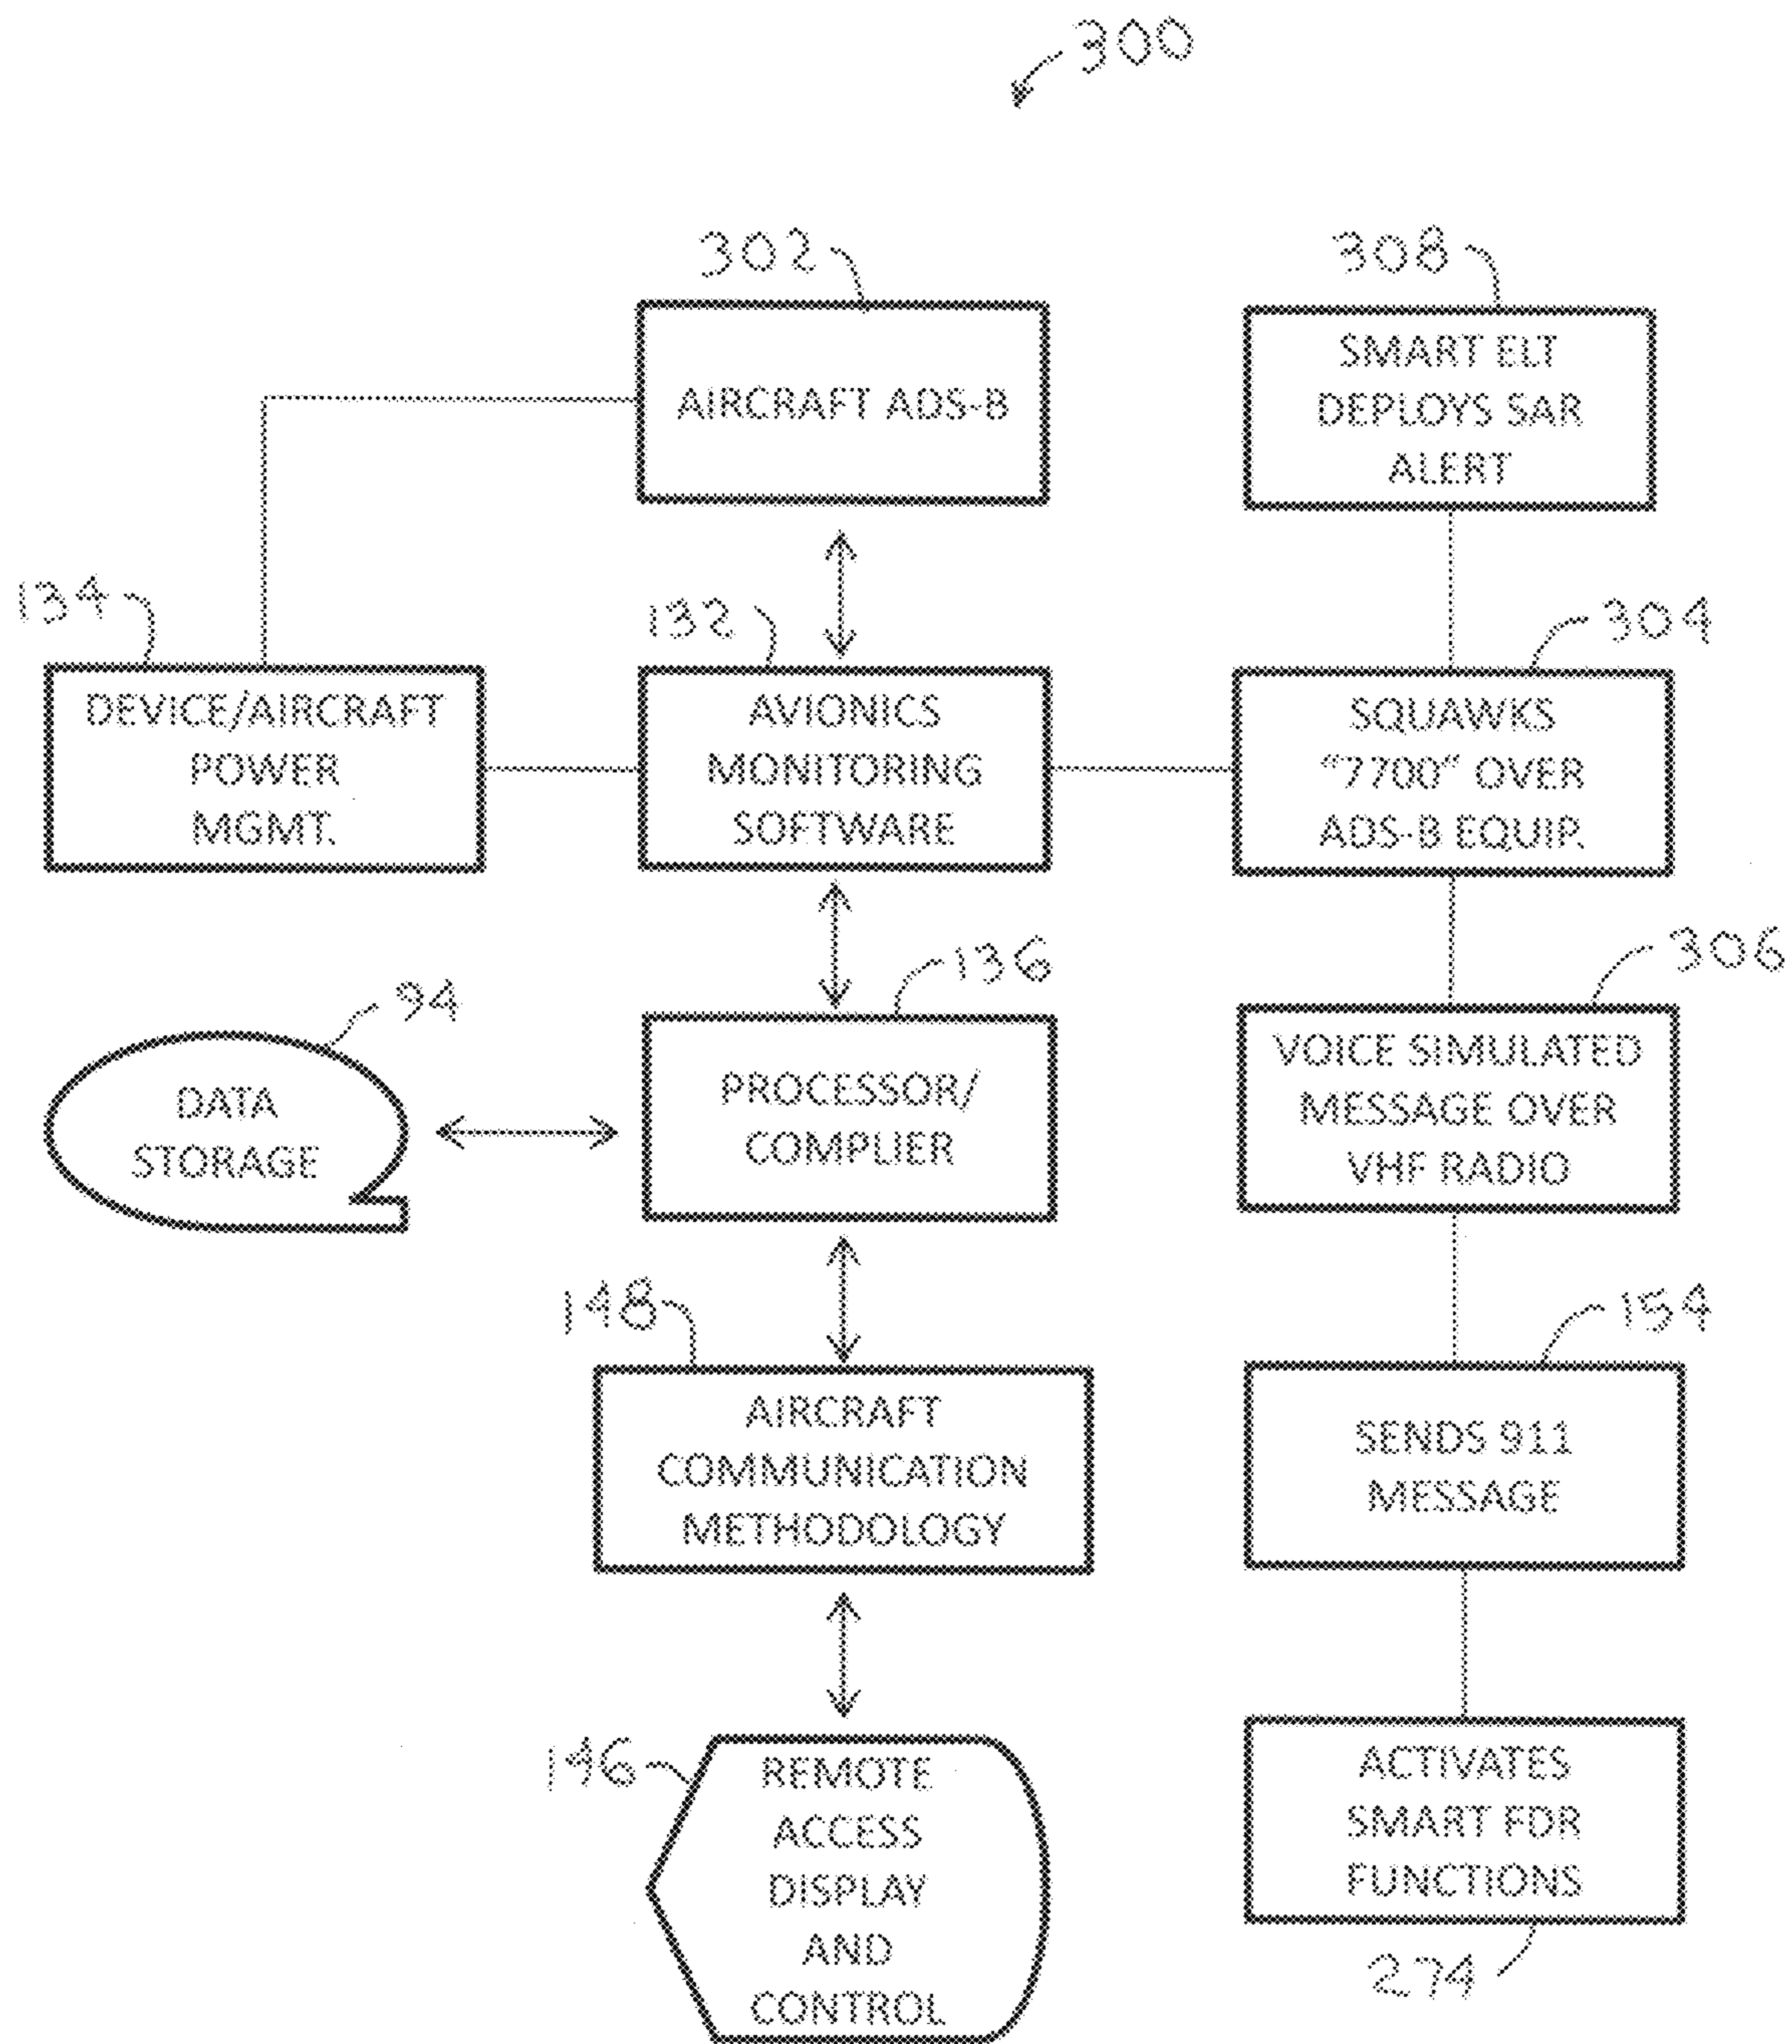 300
302
AIRCRAFT ADS-B
308
SMART ELT
DEPLOYS SAR
ALERT
134
DEVICE/AIRCRAFT
POWER
MGMT.
132
AVIONICS
MONITORING
SOFTWARE
304
SQUAWKS
"7700" OVER
ADS-B EQUIP.
94
DATA
STORAGE
136
PROCESSOR/
COMPLIER
306
VOICE SIMULATED
MESSAGE OVER
VHF RADIO
148
AIRCRAFT
COMMUNICATION
METHODOLOGY
154
SENDS 911
MESSAGE
146
REMOTE
ACCESS
DISPLAY
AND
CONTROL
ACTIVATES
SMART FDR
FUNCTIONS
274